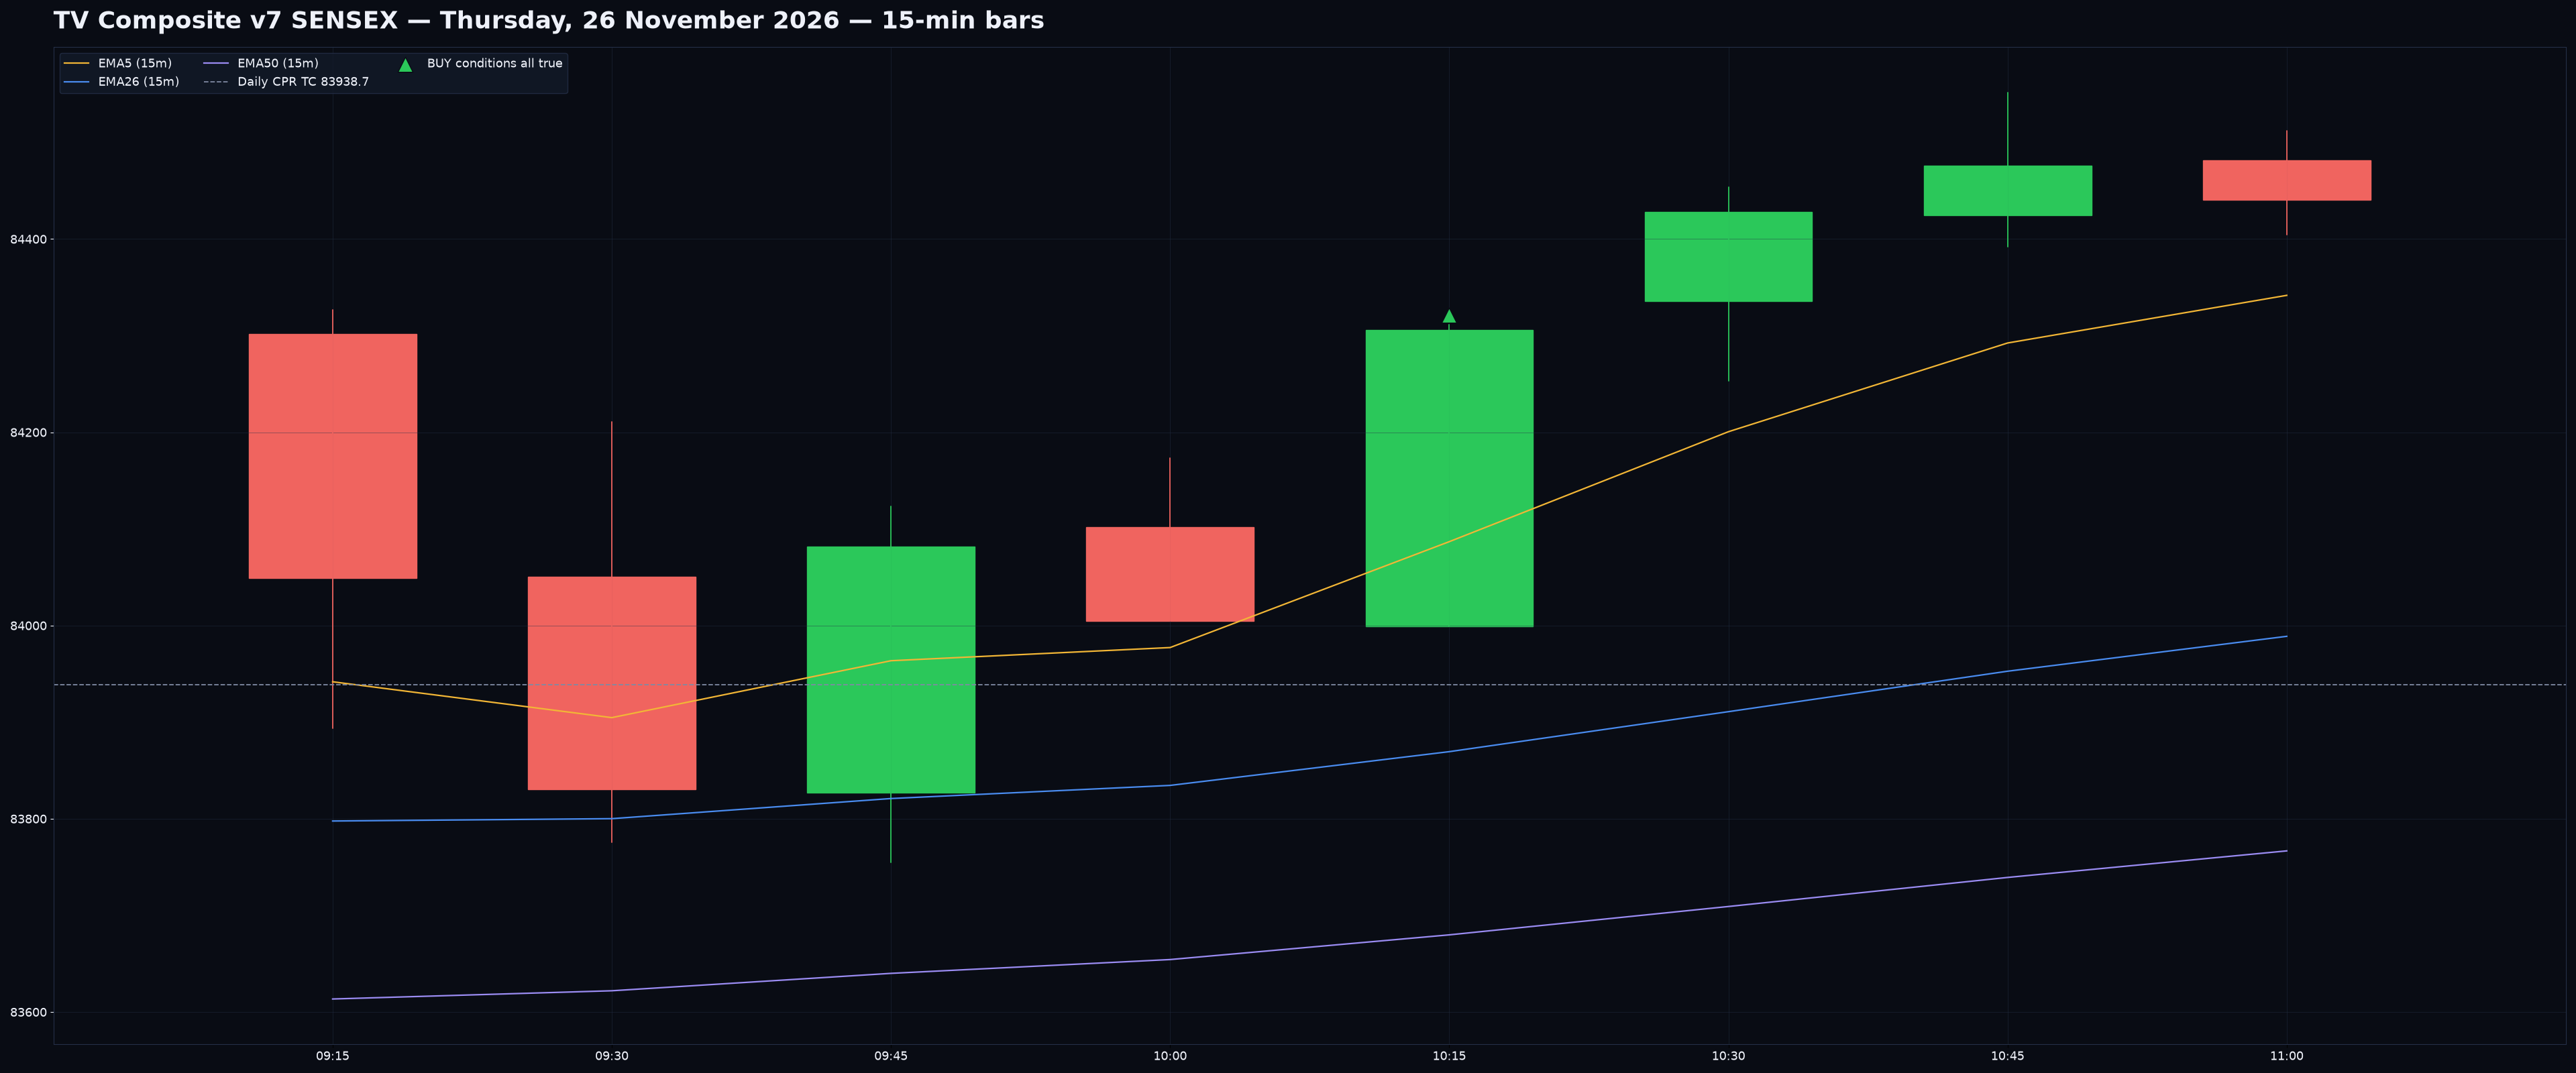 TV Composite v7 SENSEX — Thursday, 26 November 2026 — 15-min bars
EMA5 (15m)
EMA26 (15m)
EMA50 (15m)
Daily CPR TC 83938.7
BUY conditions all true
84400
84200
84000
83800
83600
09:15 09:30 09:45 10:00 10:15 10:30 10:45 11:00